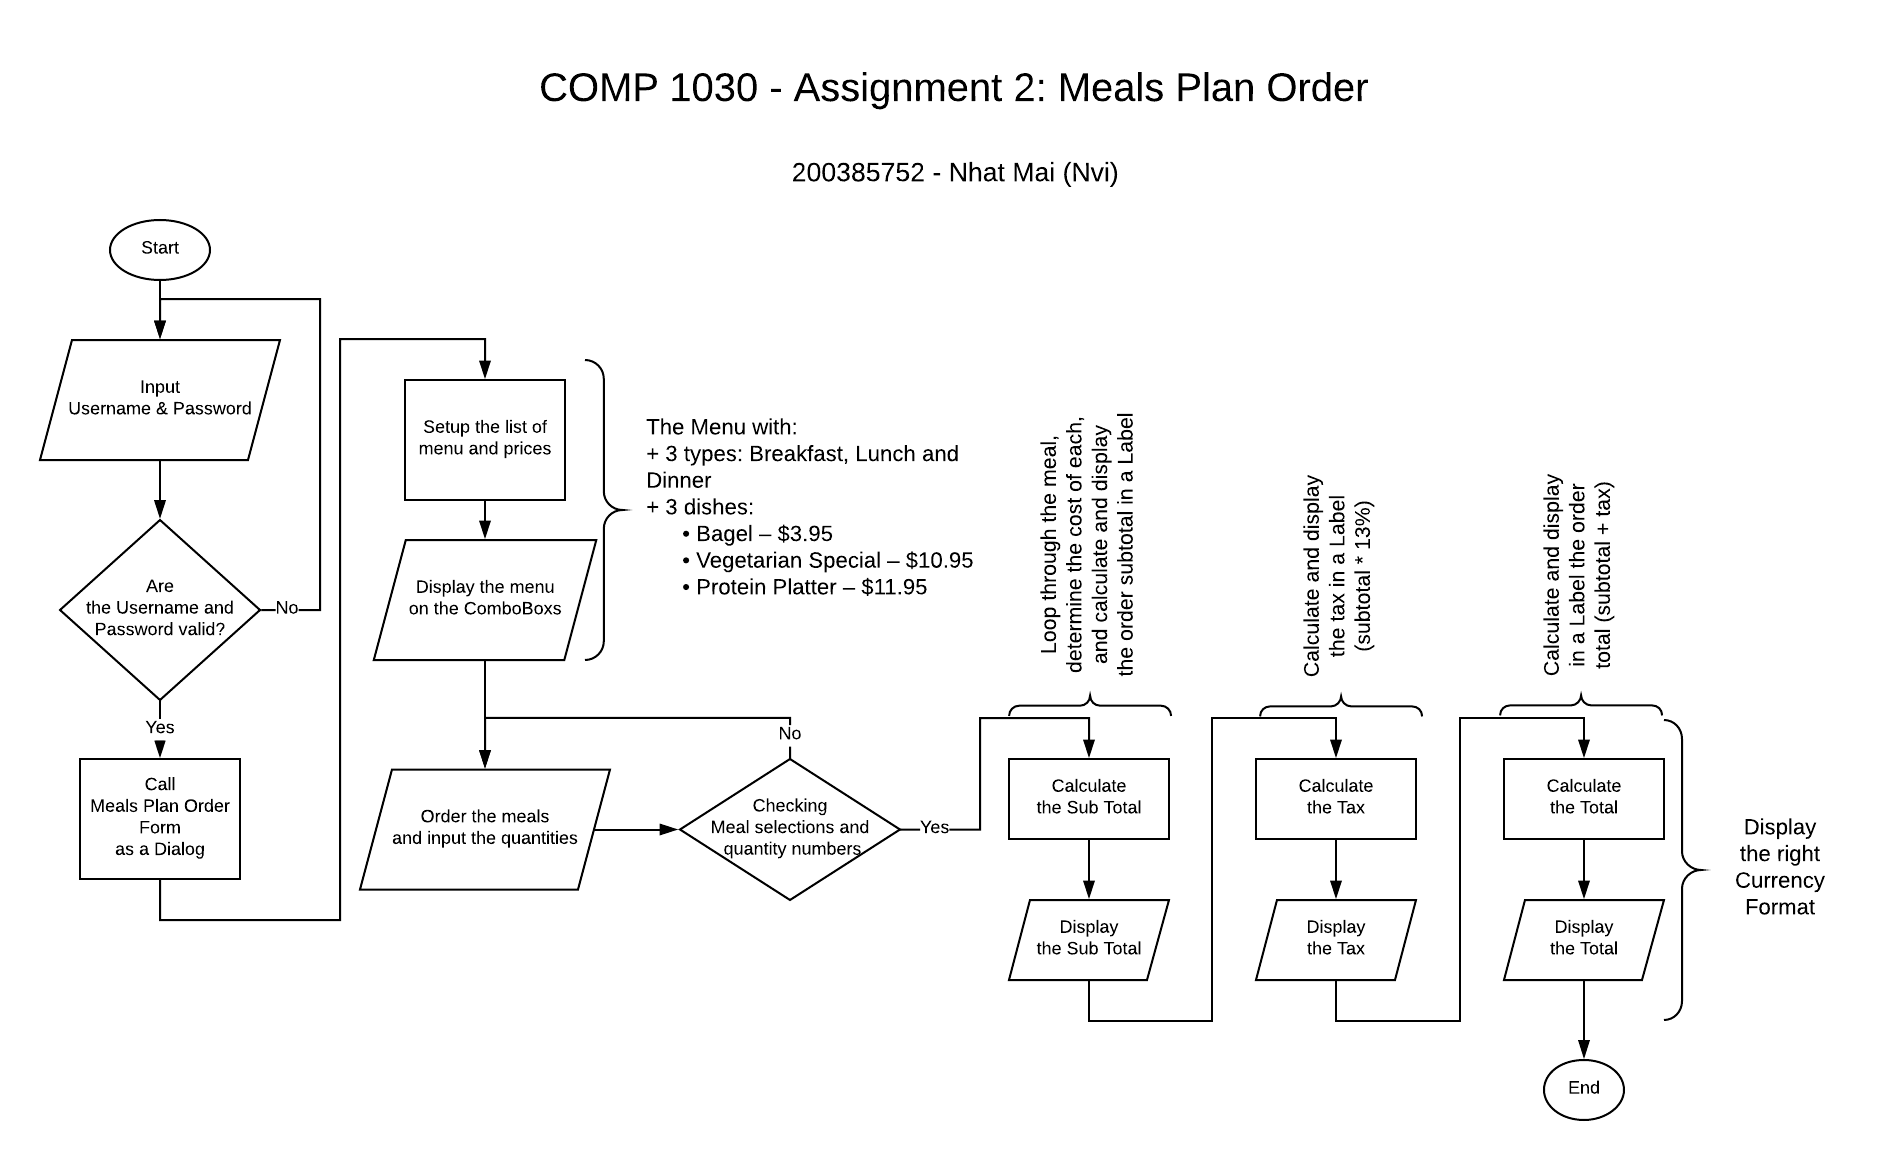 COMP 1030 - Assignment 2: Meals Plan Order
200385752 - Nhat Mai (Nvi)
Start
Input
Username & Password
Are
the Username and
Password valid?
No
Yes
Call
Meals Plan Order
Form
as a Dialog
Setup the list of
menu and prices
Display the menu
on the ComboBoxs
The Menu with:
+ 3 types: Breakfast, Lunch and
Dinner
+ 3 dishes:
• Bagel – $3.95
• Vegetarian Special – $10.95
• Protein Platter – $11.95
Order the meals
and input the quantities
No
Checking
Meal selections and
quantity numbers
Yes
Loop through the meal,
determine the cost of each,
and calculate and display
the order subtotal in a Label
Calculate
the Sub Total
Display
the Sub Total
Calculate and display
the tax in a Label
(subtotal * 13%)
Calculate
the Tax
Display
the Tax
Calculate and display
in a Label the order
total (subtotal + tax)
Calculate
the Total
Display
the Total
Display
the right
Currency
Format
End